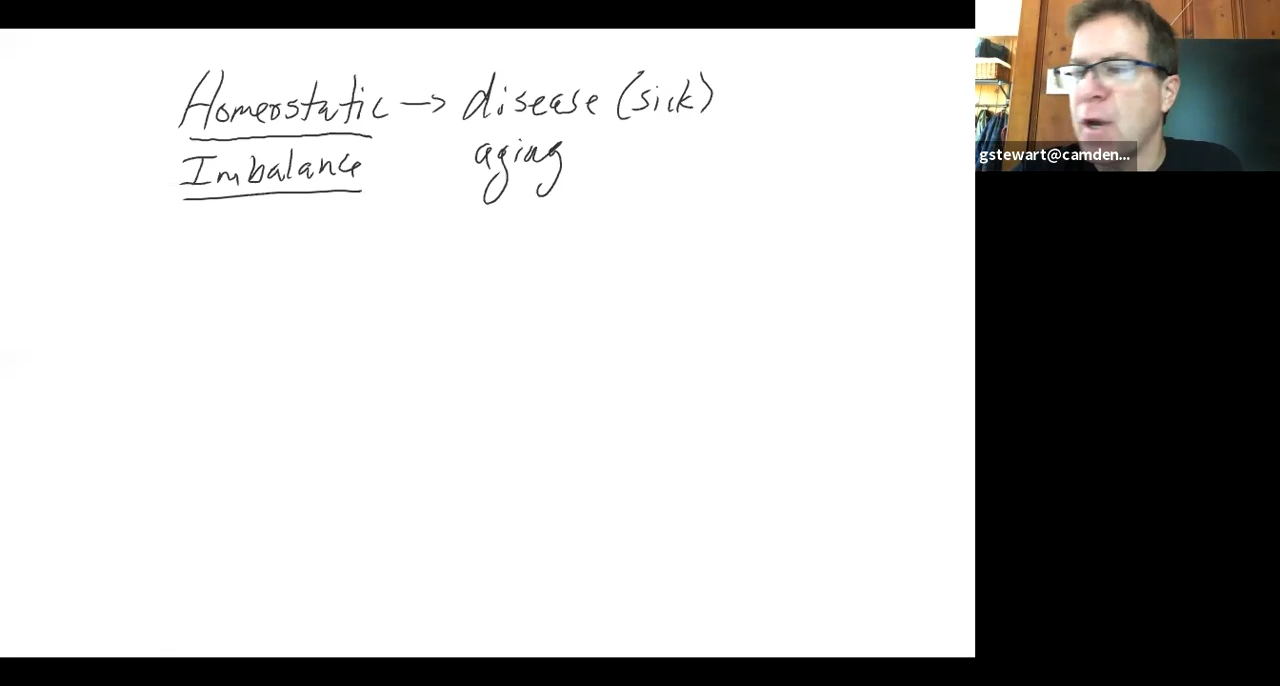 Homeostatic → disease (sick)
Imbalance aging
gstewart@camden...